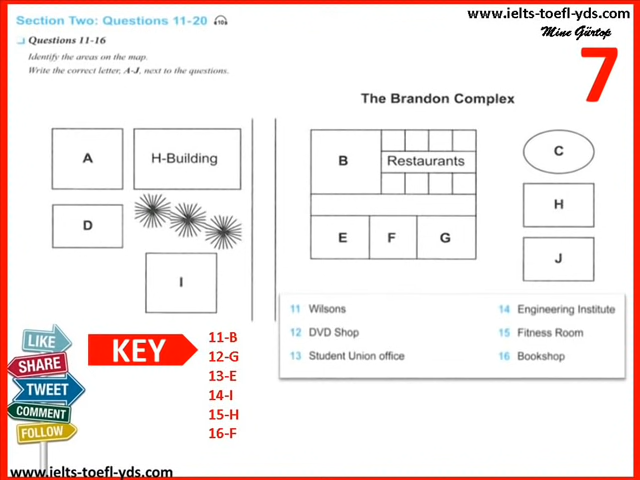 www.ielts-toefl-yds.com
Section Two: Questions 11-20
Mine Gürtop
Questions 11-16
7
Identify the areas on the map.
Write the correct letter, A-J, next to the questions.
The Brandon Complex
A
H-Building
B
Restaurants
C
D
H
E
F
G
I
J
11 Wilsons
14 Engineering Institute
12 DVD Shop
15 Fitness Room
13 Student Union office
16 Bookshop
KEY
11-B
12-G
13-E
14-I
15-H
16-F
LIKE
SHARE
TWEET
COMMENT
FOLLOW
www.ielts-toefl-yds.com